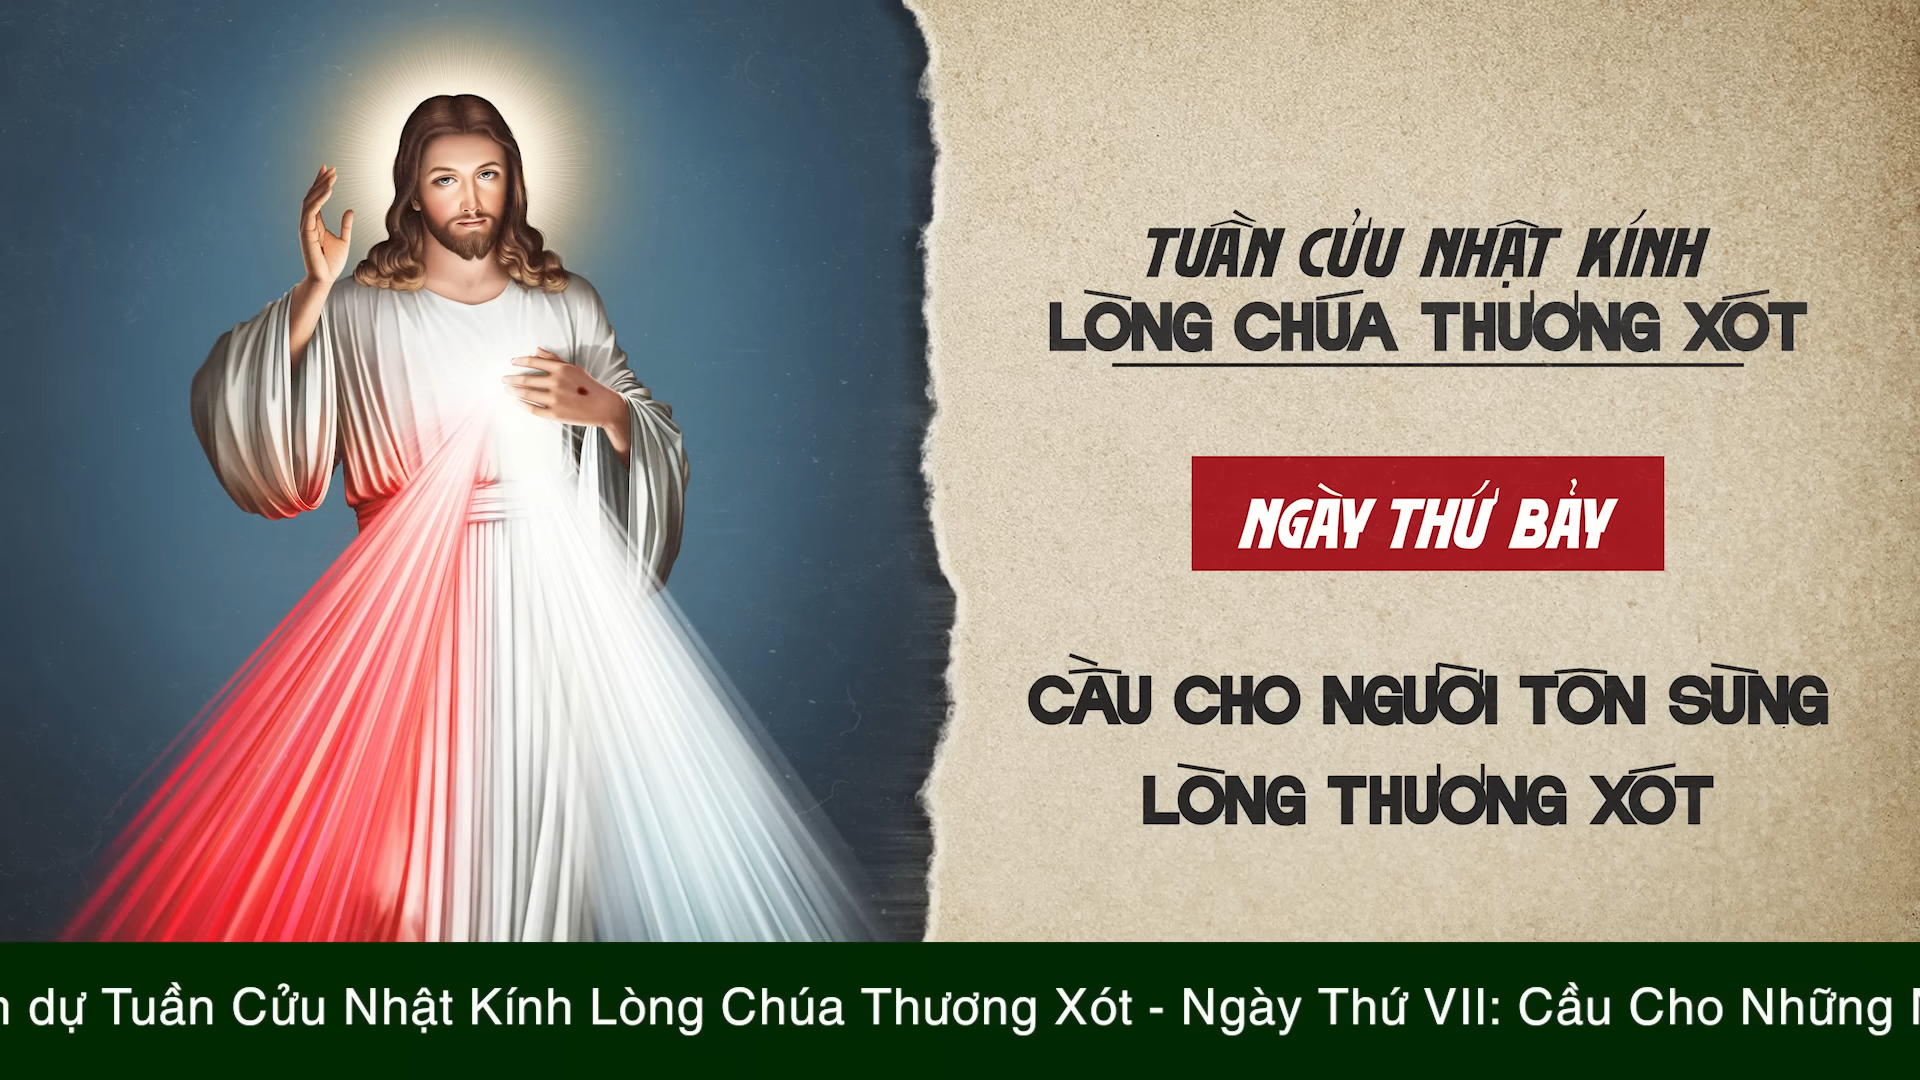 TUẦN CỬU NHẬT KÍNH
LÒNG CHÚA THƯƠNG XÓT
NGÀY THỨ BẢY
CẦU CHO NGƯỜI TÔN SÙNG
LÒNG THƯƠNG XÓT
dự Tuần Cửu Nhật Kính Lòng Chúa Thương Xót - Ngày Thứ VII: Cầu Cho Những